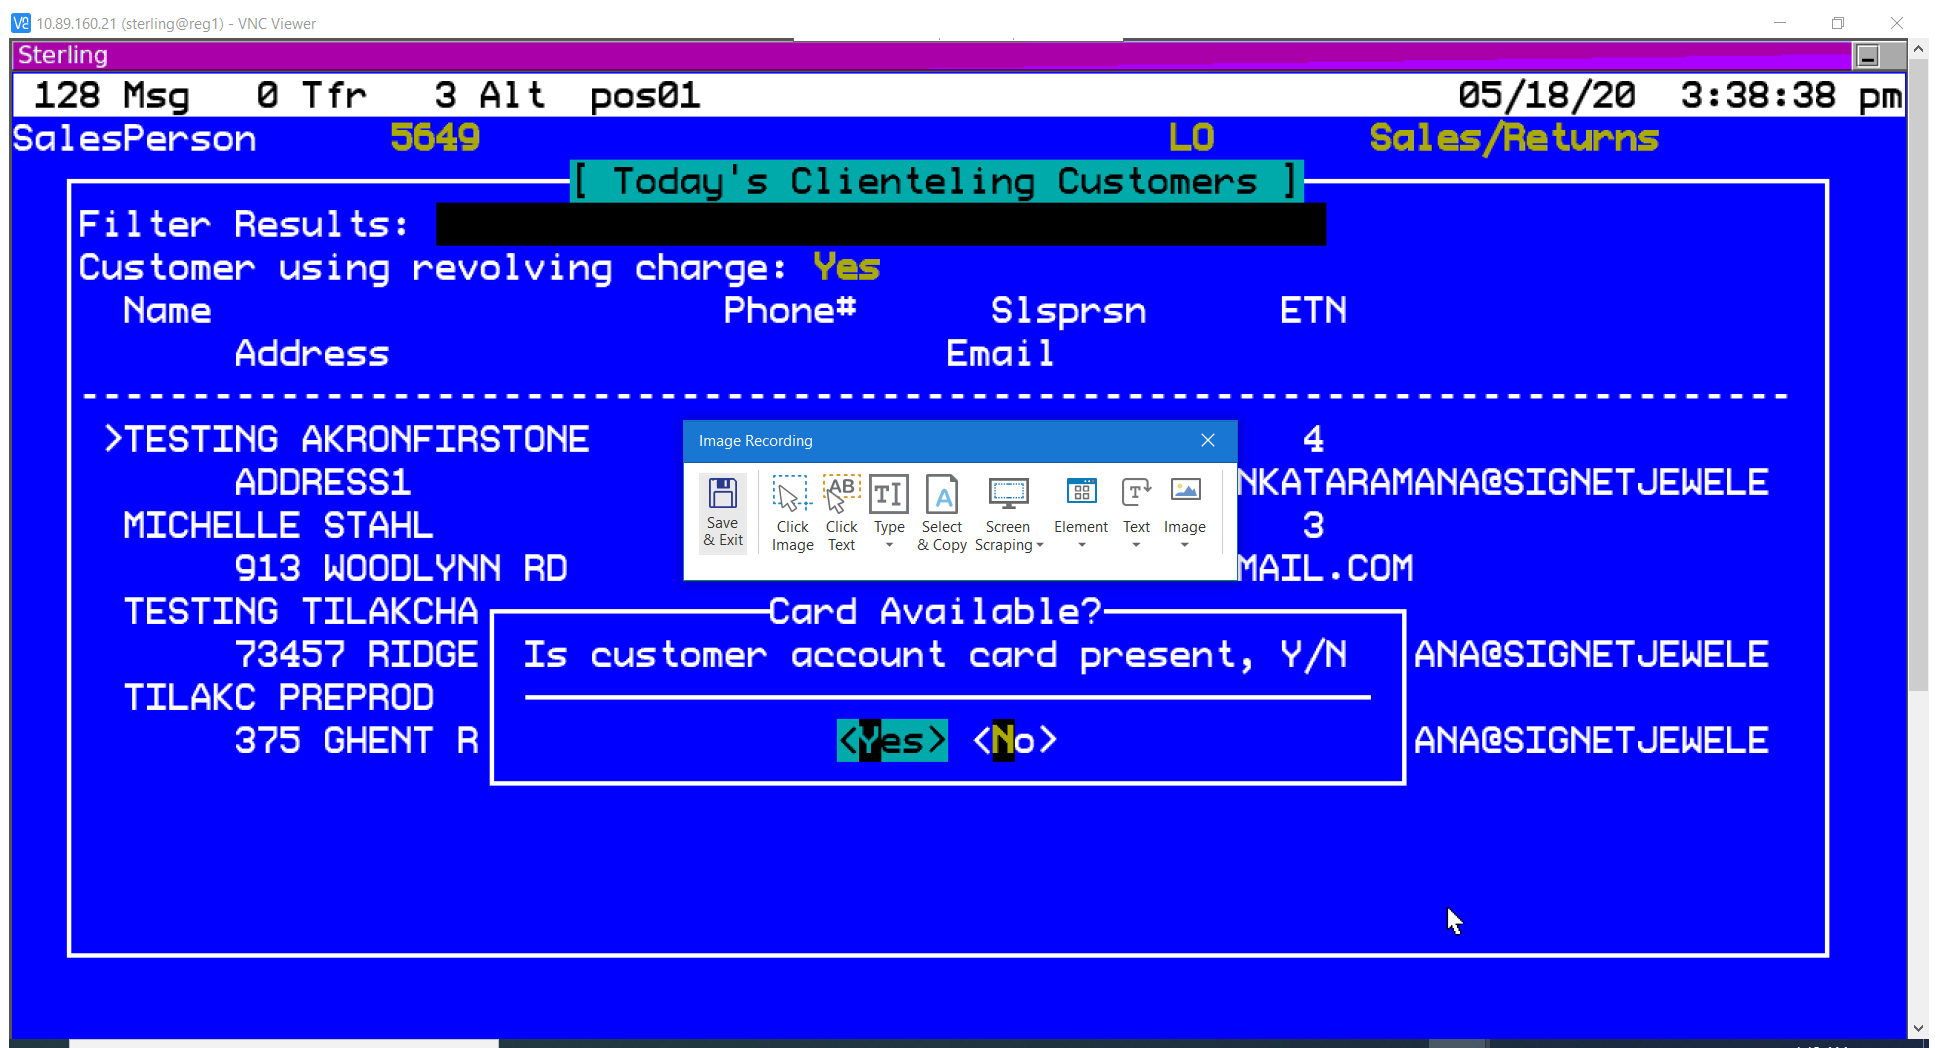 10.89.160.21 (sterling@reg1) - VNC Viewer
Sterling
128 Msg 0 Tfr 3 Alt pos01 05/18/20 3:38:38 pm
SalesPerson 5649 LO Sales/Returns
[ Today's Clienteling Customers ]
Filter Results:
Customer using revolving charge: Yes
Name Phone# Slsprsn ETN
Address Email
>TESTING AKRONFIRSTONE 4
ADDRESS1 NKATARAMANA@SIGNETJEWELE
MICHELLE STAHL 3
913 WOODLYNN RD MAIL.COM
Image Recording
Save & Exit
Click Image
Click Text
Type
Select & Copy
Screen Scraping
Element
Text
Image
TESTING TILAKCHA
73457 RIDGE ANA@SIGNETJEWELE
TILAKC PREPROD
375 GHENT R ANA@SIGNETJEWELE
Card Available?
Is customer account card present, Y/N
<Yes> <No>